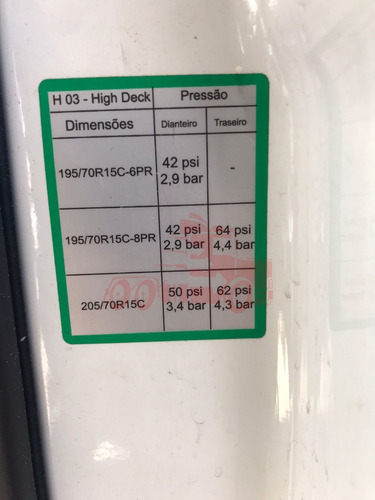 H 03 - High Deck Pressão
Dimensões Dianteiro Traseiro
195/70R15C-6PR 42 psi 2,9 bar -
195/70R15C-8PR 42 psi 2,9 bar 64 psi 4,4 bar
205/70R15C 50 psi 3,4 bar 62 psi 4,3 bar